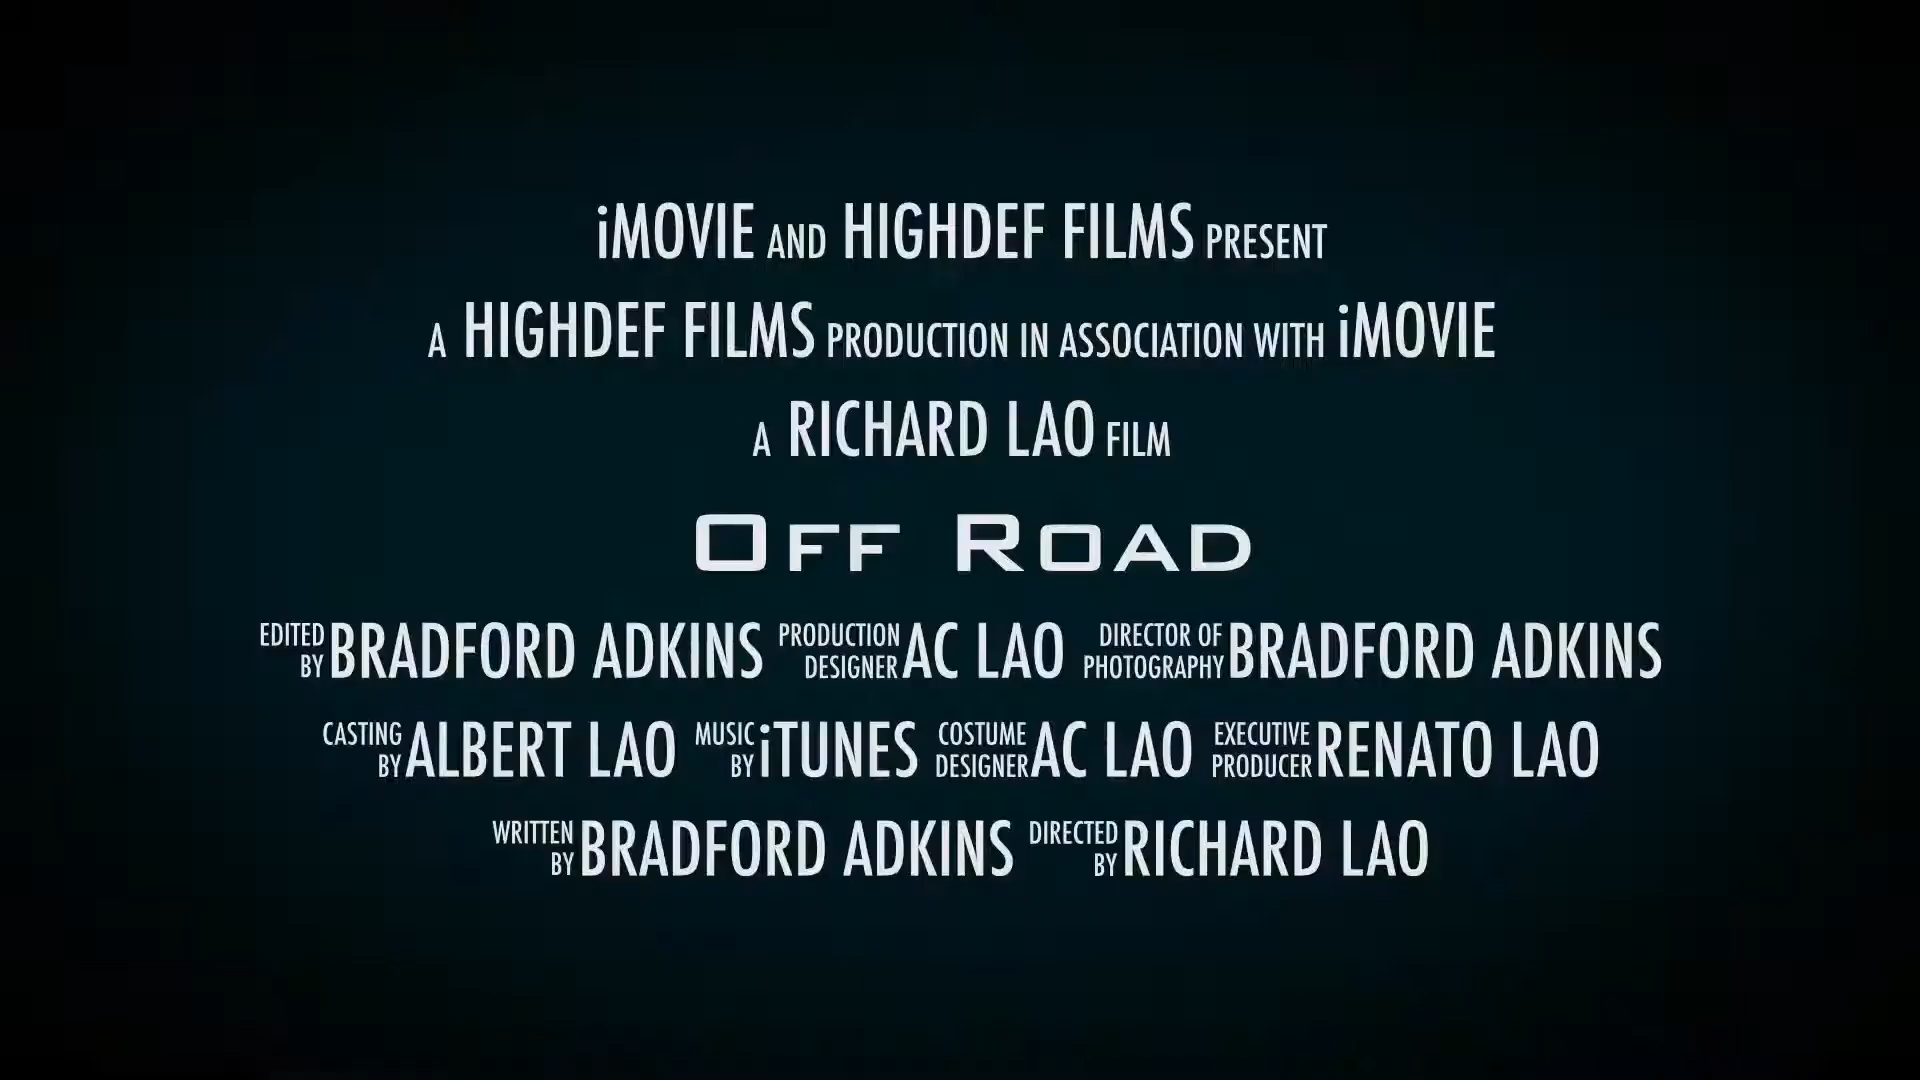 iMOVIE AND HIGHDEF FILMS PRESENT
A HIGHDEF FILMS PRODUCTION IN ASSOCIATION WITH iMOVIE
A RICHARD LAO FILM
OFF ROAD
EDITED BY BRADFORD ADKINS PRODUCTION DESIGNER AC LAO DIRECTOR OF PHOTOGRAPHY BRADFORD ADKINS
CASTING BY ALBERT LAO MUSIC BY iTUNES COSTUME DESIGNER AC LAO EXECUTIVE PRODUCER RENATO LAO
WRITTEN BY BRADFORD ADKINS DIRECTED BY RICHARD LAO